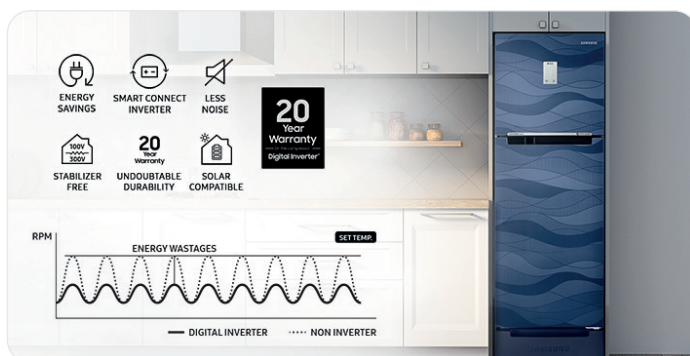 ENERGY
SAVINGS
SMART CONNECT
INVERTER
LESS
NOISE
100V
300V
STABILIZER
FREE
20
Year
Warranty
UNDOUBTABLE
DURABILITY
SOLAR
COMPATIBLE
20
Year
Warranty
Digital Inverter
SAMSUNG
RPM
ENERGY WASTAGES
SET TEMP.
DIGITAL INVERTER
NON INVERTER